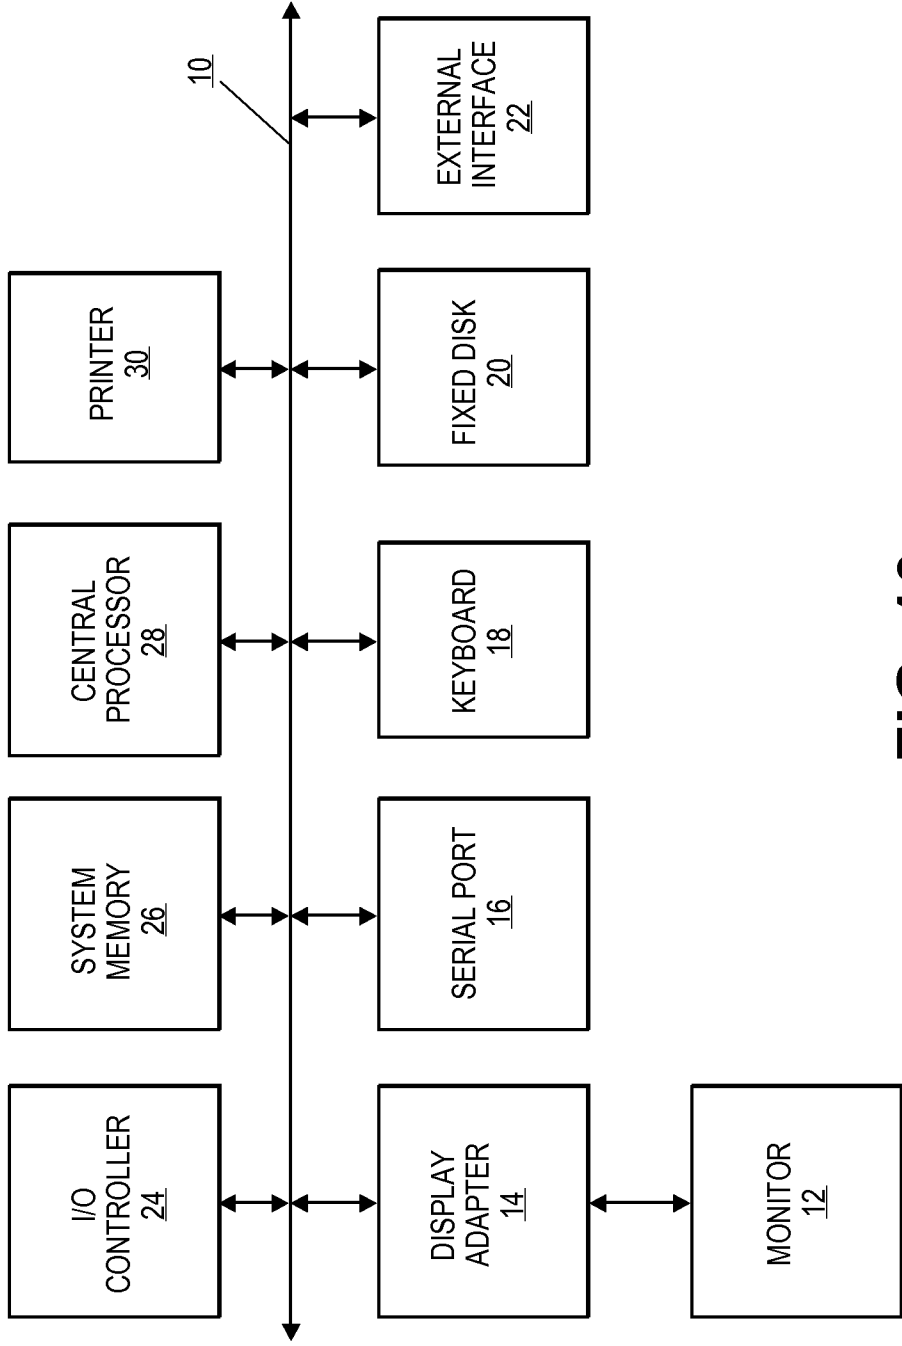 I/O
CONTROLLER
24
SYSTEM
MEMORY
26
CENTRAL
PROCESSOR
28
PRINTER
30
10
DISPLAY
ADAPTER
14
SERIAL PORT
16
KEYBOARD
18
FIXED DISK
20
EXTERNAL
INTERFACE
22
MONITOR
12